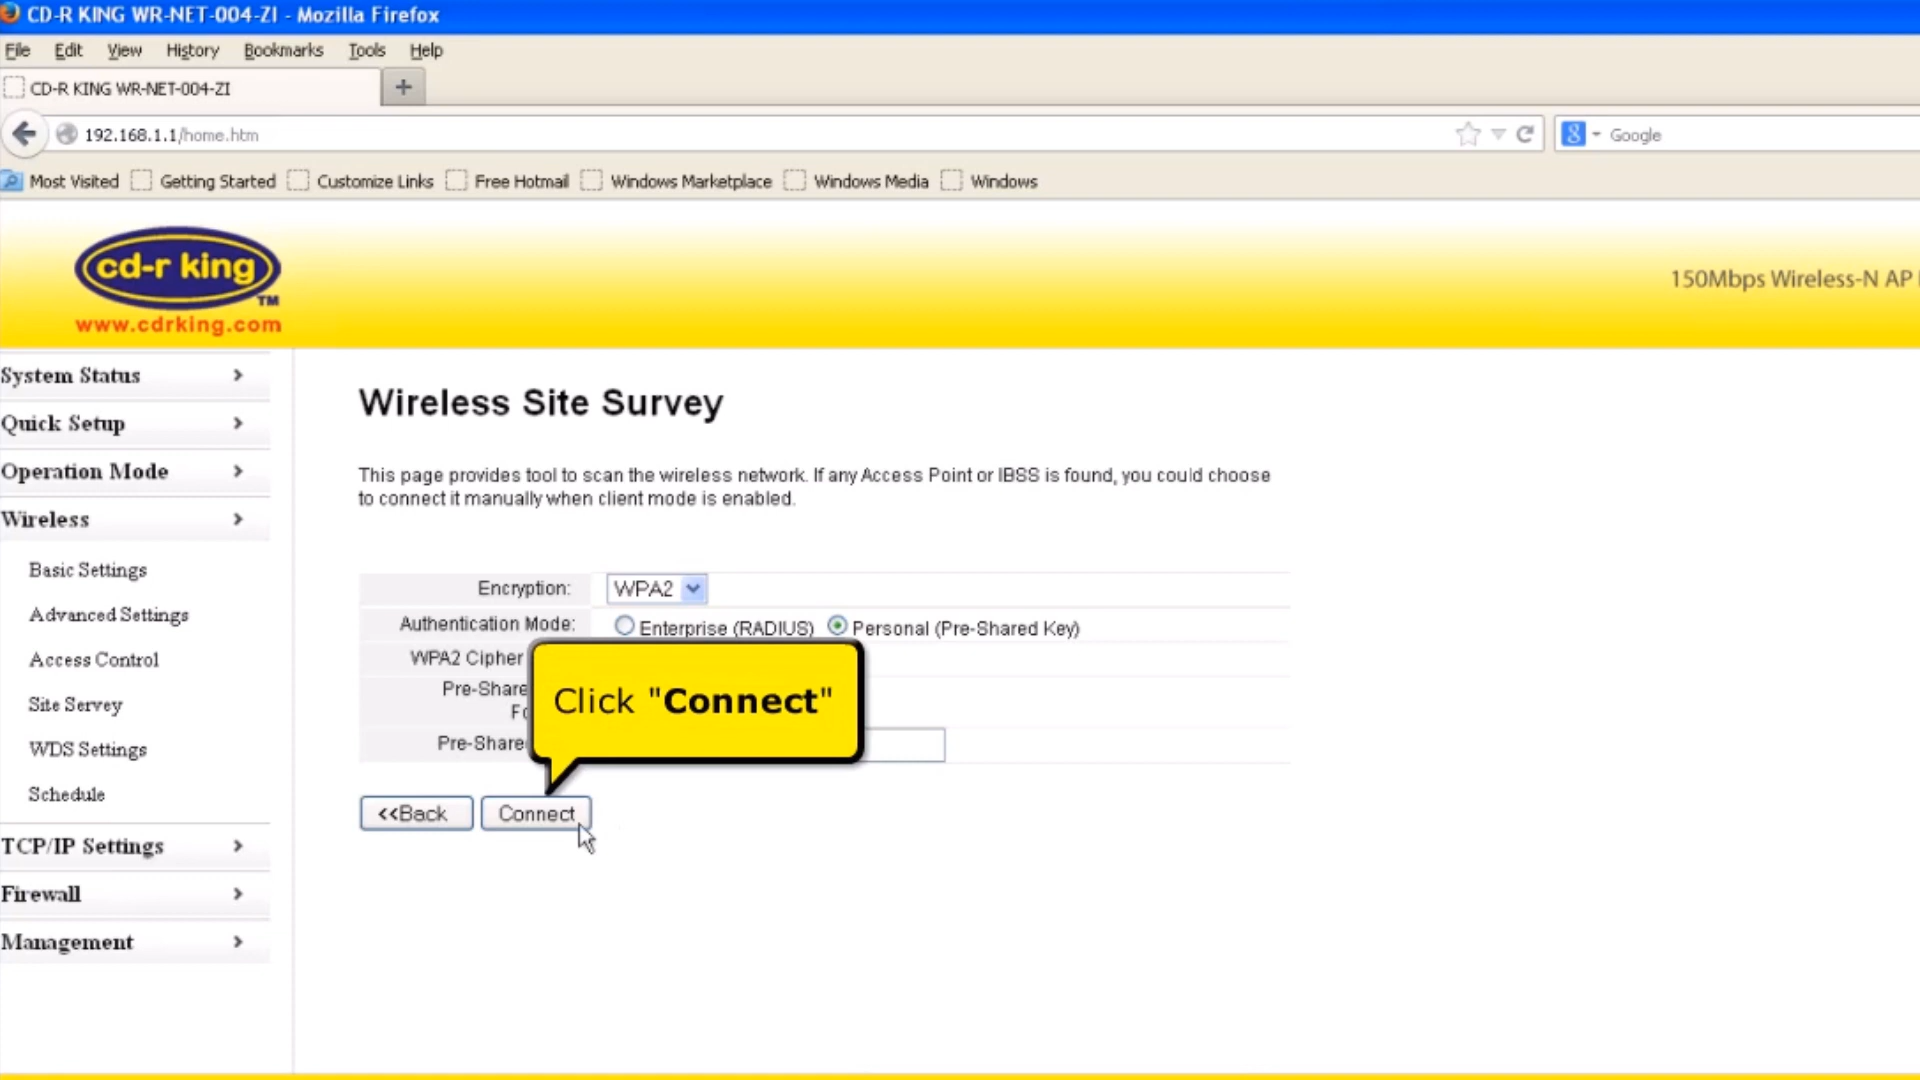 CD-R KING WR-NET-004-ZI - Mozilla Firefox
File Edit View History Bookmarks Tools Help
CD-R KING WR-NET-004-ZI
192.168.1.1/home.htm
Google
Most Visited Getting Started Customize Links Free Hotmail Windows Marketplace Windows Media Windows
cd-r king
TM
www.cdrking.com
150Mbps Wireless-N AP
System Status
Quick Setup
Operation Mode
Wireless
Basic Settings
Advanced Settings
Access Control
Site Survey
WDS Settings
Schedule
TCP/IP Settings
Firewall
Management
Wireless Site Survey
This page provides tool to scan the wireless network. If any Access Point or IBSS is found, you could choose
to connect it manually when client mode is enabled.
Encryption: WPA2
Authentication Mode: Enterprise (RADIUS) Personal (Pre-Shared Key)
WPA2 Cipher
Pre-Share
Fo
Pre-Share
Click "Connect"
<<Back Connect